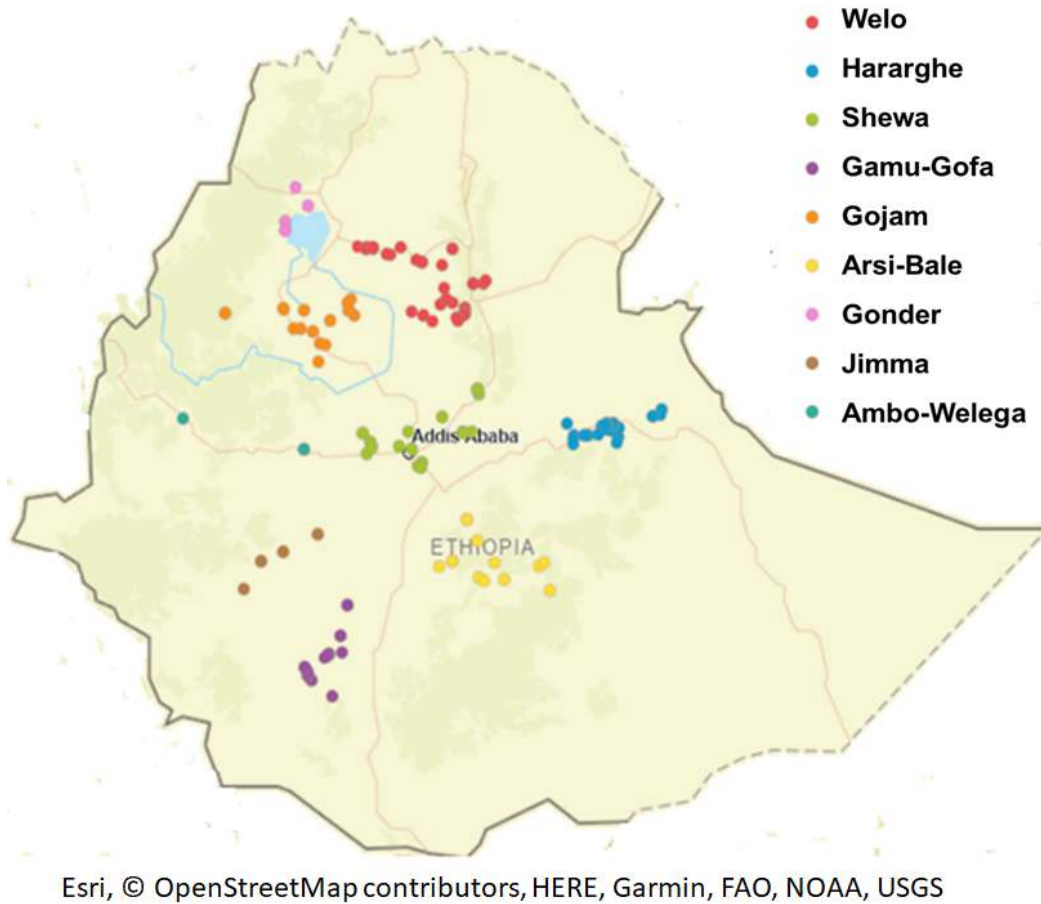 Welo
Hararghe
Shewa
Gamu-Gofa
Gojam
Arsi-Bale
Gonder
Jimma
Ambo-Welega
Addis Ababa
ETHIOPIA
Esri, © OpenStreetMap contributors, HERE, Garmin, FAO, NOAA, USGS